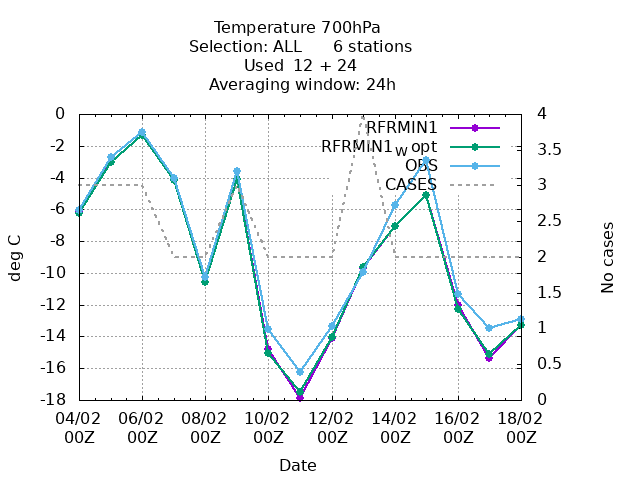 Temperature 700hPa
Selection: ALL      6 stations
Used  12 + 24
Averaging window: 24h
RFRMIN1
RFRMIN1w opt
OBS
CASES
0
-2
-4
-6
-8
-10
-12
-14
-16
-18
deg C
4
3.5
3
2.5
2
1.5
1
0.5
0
No cases
04/02 06/02 08/02 10/02 12/02 14/02 16/02 18/02
00Z 00Z 00Z 00Z 00Z 00Z 00Z 00Z
Date